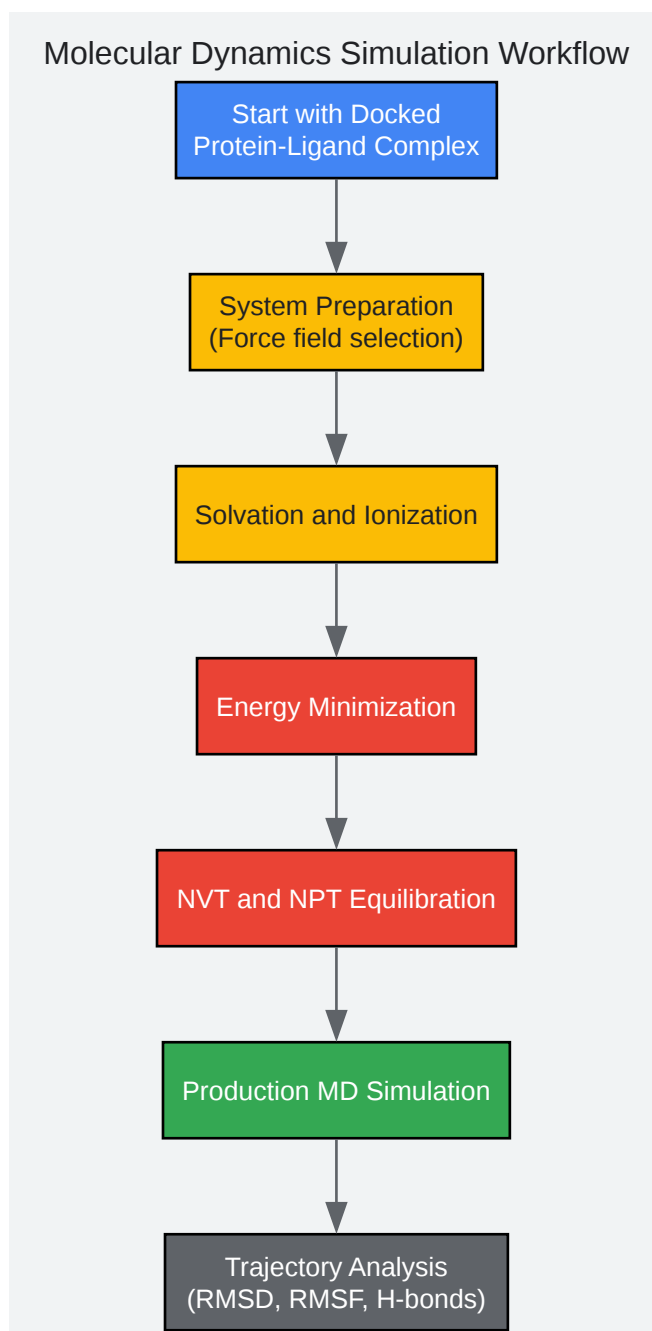 Molecular Dynamics Simulation Workflow
Start with Docked
Protein-Ligand Complex
System Preparation
(Force field selection)
Solvation and Ionization
Energy Minimization
NVT and NPT Equilibration
Production MD Simulation
Trajectory Analysis
(RMSD, RMSF, H-bonds)